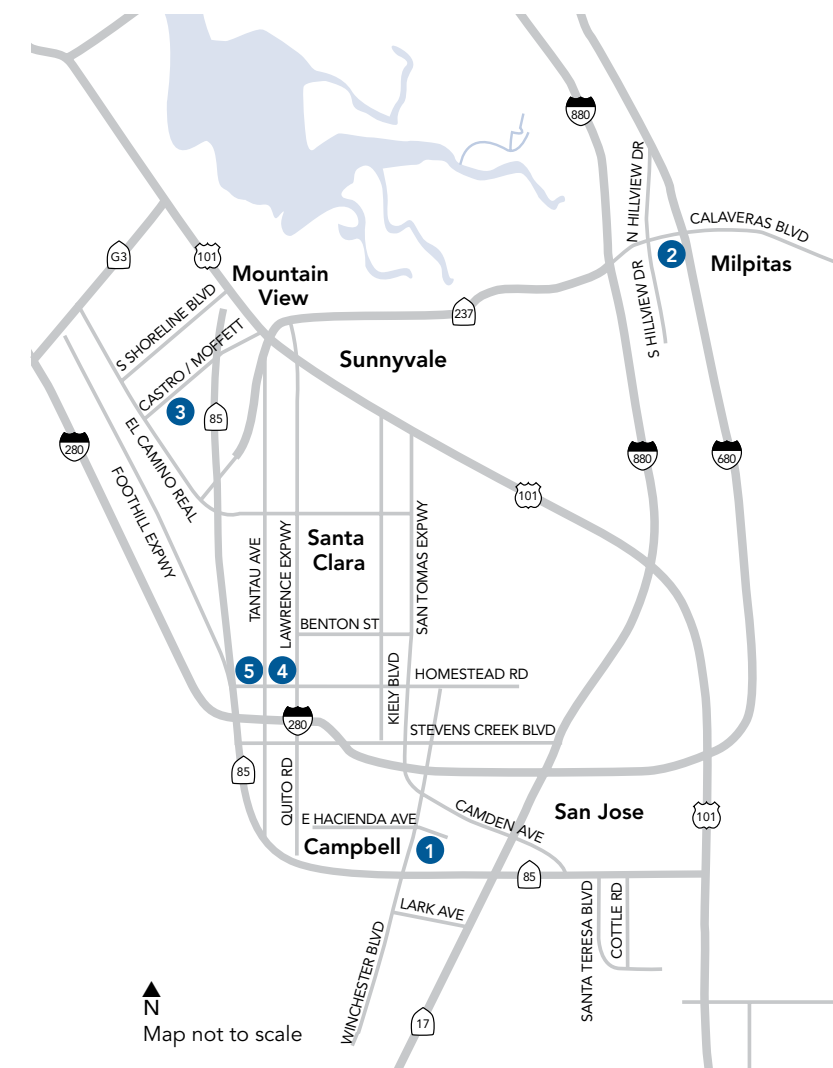 880
N HILLVIEW DR
CALAVERAS BLVD
G3
101
2
Milpitas
Mountain
View
S HILLVIEW DR
S SHORELINE BLVD
237
CASTRO / MOFFETT
Sunnyvale
3
85
EL CAMINO REAL
280
880
680
FOOTHILL EXPWY
101
TANTAU AVE
LAWRENCE EXPWY
Santa
Clara
SAN TOMAS EXPWY
BENTON ST
5
4
KIELY BLVD
HOMESTEAD RD
280
STEVENS CREEK BLVD
85
QUITO RD
E HACIENDA AVE
CAMDEN AVE
San Jose
101
Campbell
1
85
LARK AVE
SANTA TERESA BLVD
COTTLE RD
WINCHESTER BLVD
N
Map not to scale
17